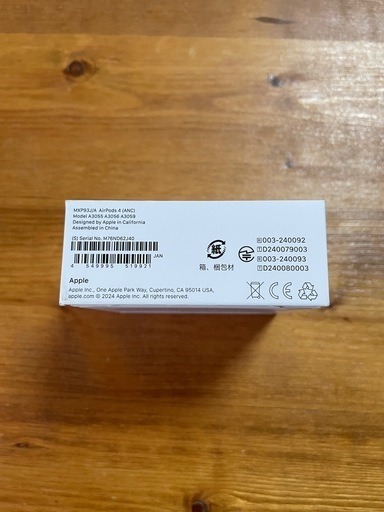 MXP93J/A AirPods 4 (ANC)
Model A3055 A3056 A3059
Designed by Apple in California
Assembled in China
(S) Serial No. M76ND62J40
JAN
4 549995 519921
紙
箱、個包材
003-240092
D240079003
003-240093
D240080003
Apple
Apple Inc., One Apple Park Way, Cupertino, CA 95014 USA,
apple.com © 2024 Apple Inc. All rights reserved.
CE